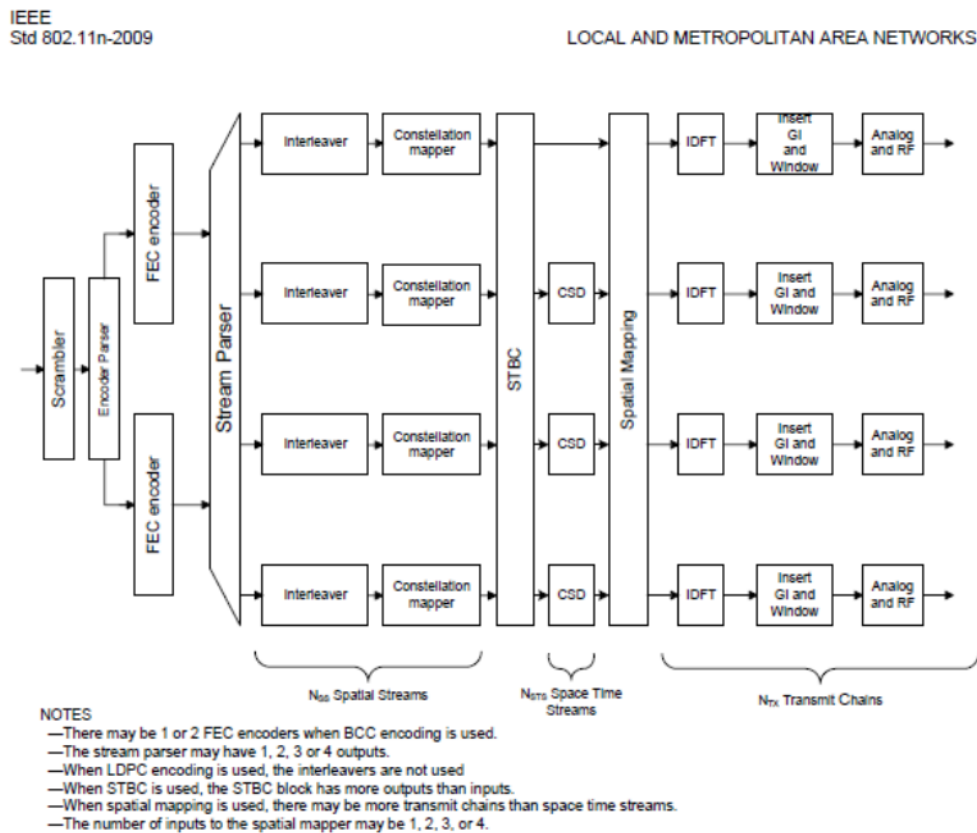 IEEE
Std 802.11n-2009
LOCAL AND METROPOLITAN AREA NETWORKS
Scrambler
Encoder Parser
FEC encoder
FEC encoder
Stream Parser
Interleaver
Constellation
mapper
Interleaver
Constellation
mapper
Interleaver
Constellation
mapper
Interleaver
Constellation
mapper
STBC
CSD
CSD
CSD
Spatial Mapping
IDFT
Insert
GI
and
Window
Analog
and RF
IDFT
Insert
GI and
Window
Analog
and RF
IDFT
Insert
GI and
Window
Analog
and RF
IDFT
Insert
GI and
Window
Analog
and RF
NSS Spatial Streams
NSTS Space Time
Streams
NTX Transmit Chains
NOTES
—There may be 1 or 2 FEC encoders when BCC encoding is used.
—The stream parser may have 1, 2, 3 or 4 outputs.
—When LDPC encoding is used, the interleavers are not used
—When STBC is used, the STBC block has more outputs than inputs.
—When spatial mapping is used, there may be more transmit chains than space time streams.
—The number of inputs to the spatial mapper may be 1, 2, 3, or 4.